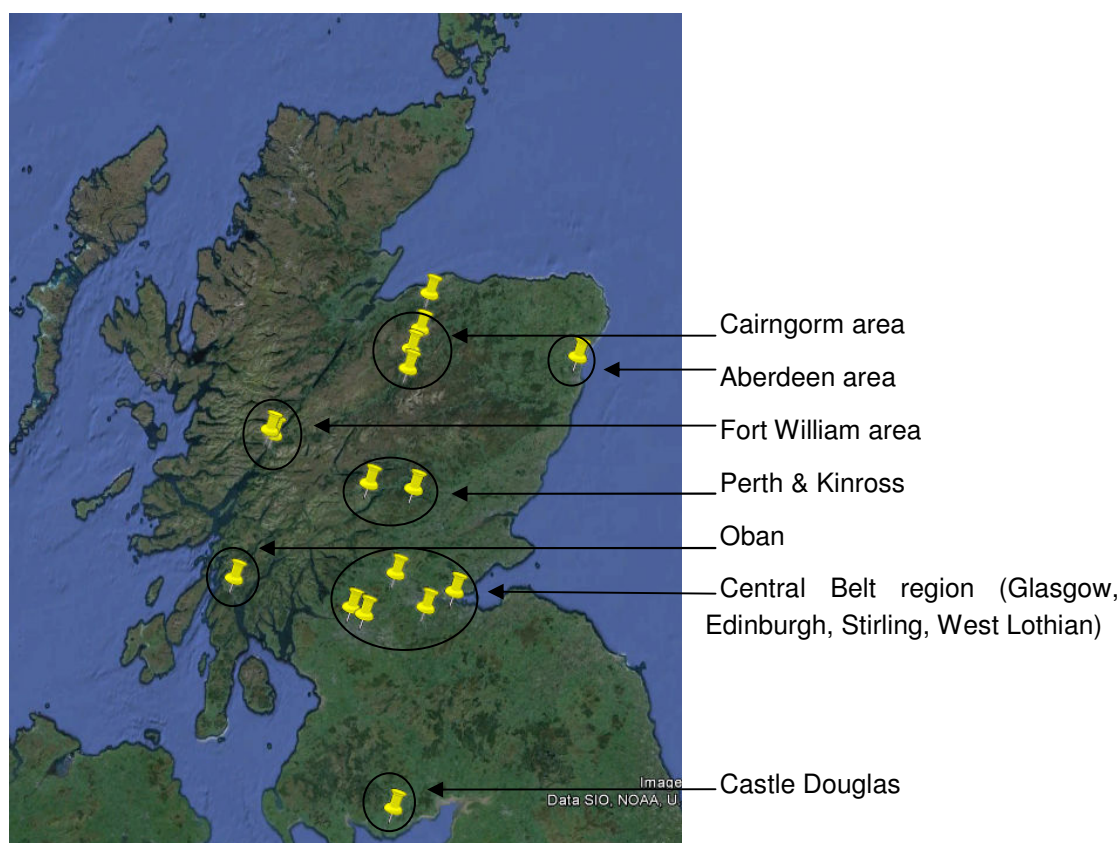 Cairngorm area
Aberdeen area
Fort William area
Perth & Kinross
Oban
Central Belt region (Glasgow,
Edinburgh, Stirling, West Lothian)
Image
Data SIO, NOAA, U.
Castle Douglas